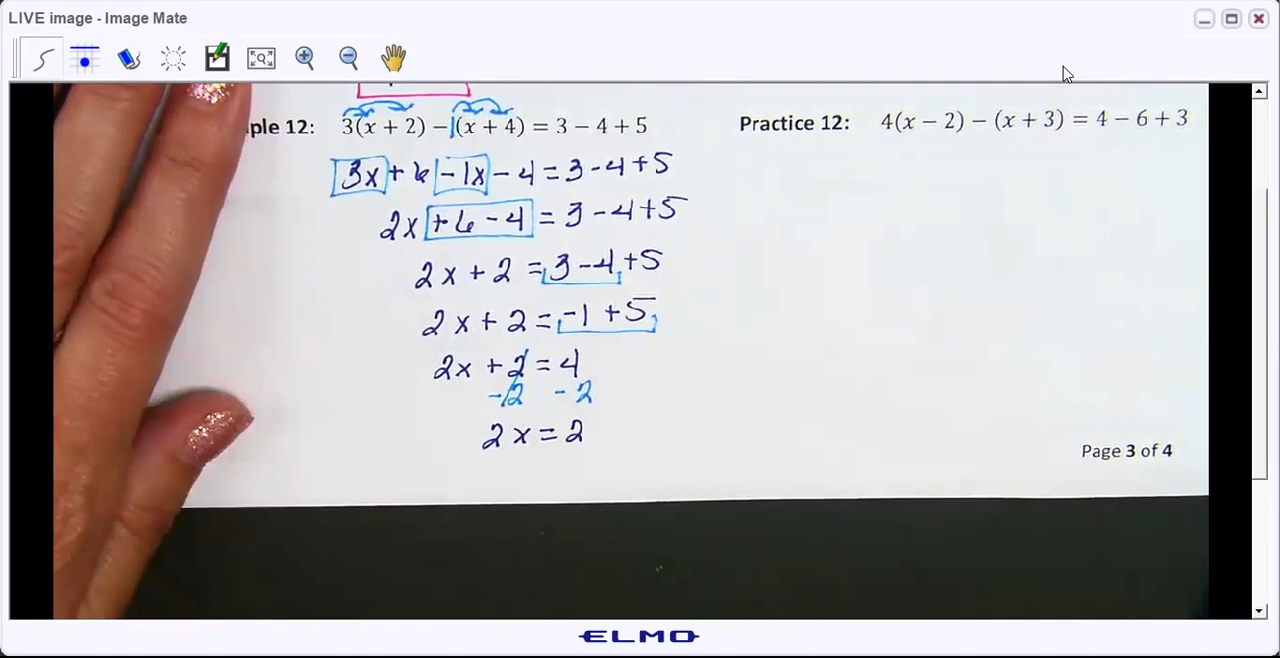 LIVE image - Image Mate
ple 12: 3(x + 2) - 1(x + 4) = 3 - 4 + 5
3x + 6 - 1x - 4 = 3 - 4 + 5
2x + 6 - 4 = 3 - 4 + 5
2x + 2 = 3 - 4 + 5
2x + 2 = -1 + 5
2x + 2 = 4
-2 -2
2x = 2
Practice 12: 4(x - 2) - (x + 3) = 4 - 6 + 3
Page 3 of 4
ELMO